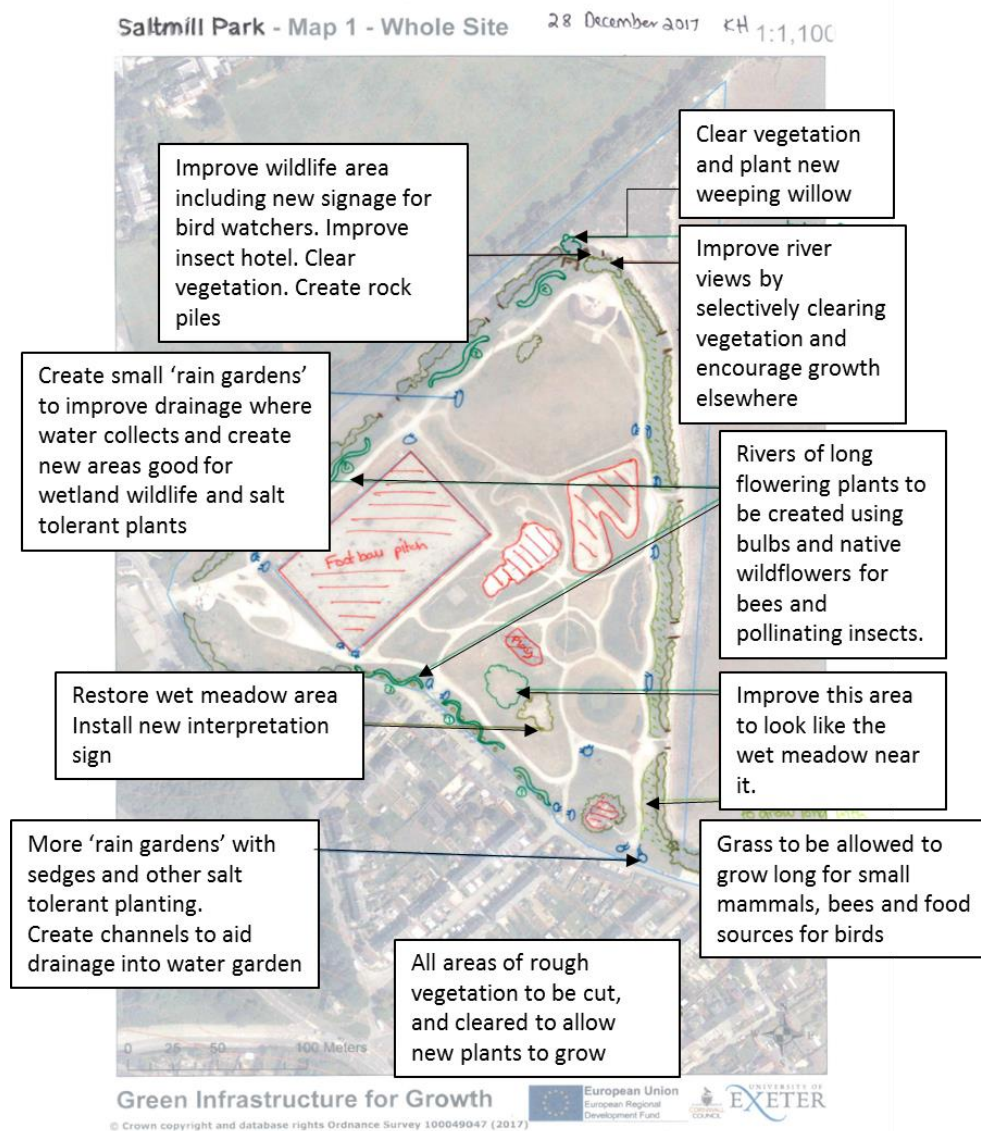 Saltmill Park - Map 1 - Whole Site
28 December 2017 KH
1:1,100
Clear vegetation
and plant new
weeping willow
Improve wildlife area
including new signage for
bird watchers. Improve
insect hotel. Clear
vegetation. Create rock
piles
Improve river
views by
selectively clearing
vegetation and
encourage growth
elsewhere
Create small ‘rain gardens’
to improve drainage where
water collects and create
new areas good for
wetland wildlife and salt
tolerant plants
Rivers of long
flowering plants to
be created using
bulbs and native
wildflowers for
bees and
pollinating insects.
Football pitch
Restore wet meadow area
Install new interpretation
sign
Improve this area
to look like the
wet meadow near
it.
to grow long
More ‘rain gardens’ with
sedges and other salt
tolerant planting.
Create channels to aid
drainage into water garden
Grass to be allowed to
grow long for small
mammals, bees and food
sources for birds
All areas of rough
vegetation to be cut,
and cleared to allow
new plants to grow
0 25 50 100 Meters
Green Infrastructure for Growth
European Union
European Regional
Development Fund
CORNWALL
COUNCIL
UNIVERSITY OF
EXETER
© Crown copyright and database rights Ordnance Survey 100049047 (2017)